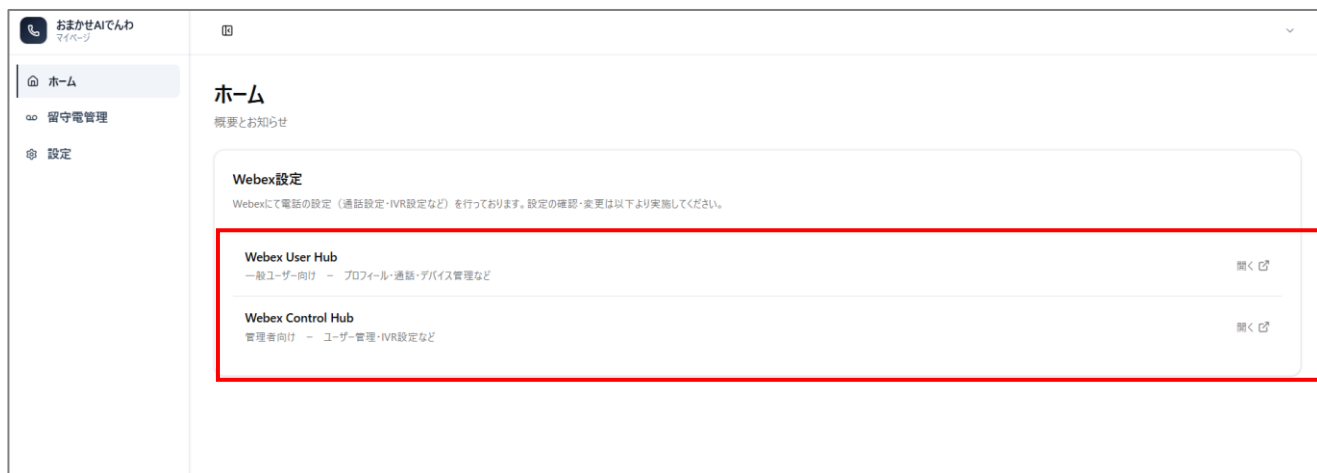 おまかせAIでんわ
マイページ
ホーム
留守電管理
設定
ホーム
概要とお知らせ
Webex設定
Webexにて電話の設定（通話設定・IVR設定など）を行っております。設定の確認・変更は以下より実施してください。
Webex User Hub
一般ユーザー向け － プロフィール・通話・デバイス管理など
開く
Webex Control Hub
管理者向け － ユーザー管理・IVR設定など
開く